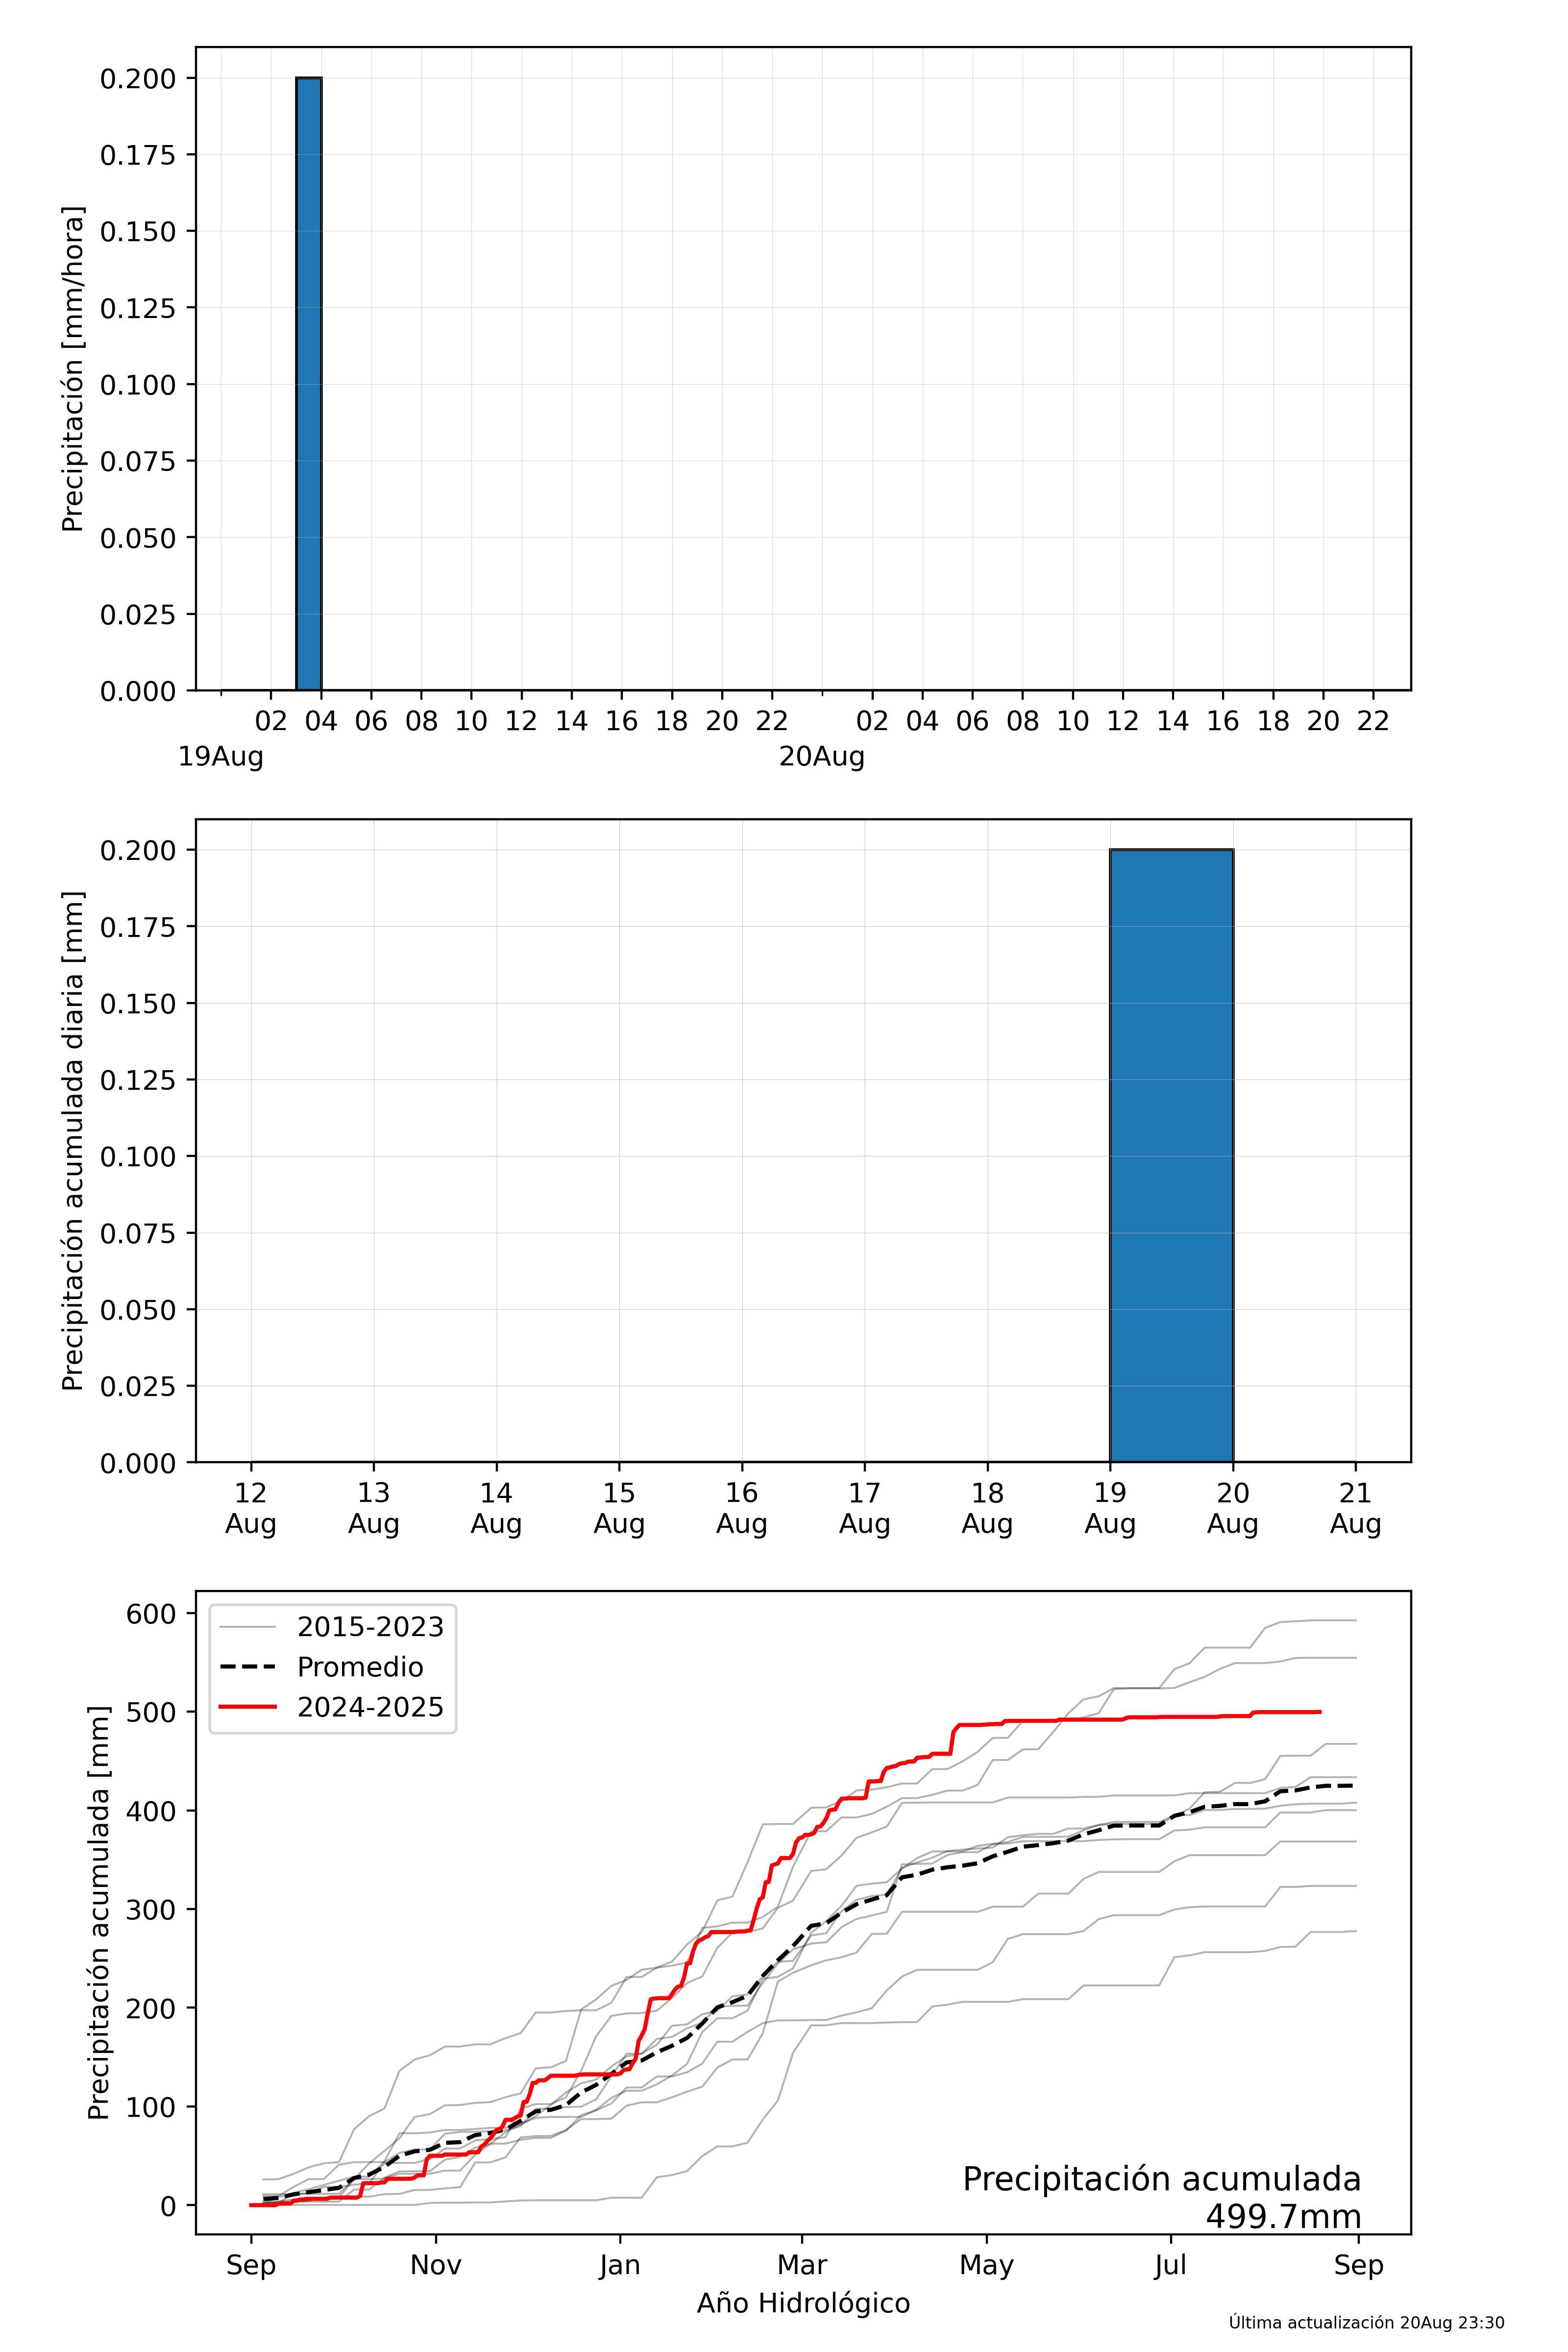 0.200
0.175
0.150
0.125
0.100
0.075
0.050
0.025
0.000
Precipitación [mm/hora]
02 04 06 08 10 12 14 16 18 20 22 02 04 06 08 10 12 14 16 18 20 22
19Aug 20Aug
0.200
0.175
0.150
0.125
0.100
0.075
0.050
0.025
0.000
Precipitación acumulada diaria [mm]
12 13 14 15 16 17 18 19 20 21
Aug Aug Aug Aug Aug Aug Aug Aug Aug Aug
600
500
400
300
200
100
0
Precipitación acumulada [mm]
2015-2023
Promedio
2024-2025
Precipitación acumulada
499.7mm
Sep Nov Jan Mar May Jul Sep
Año Hidrológico
Última actualización 20Aug 23:30